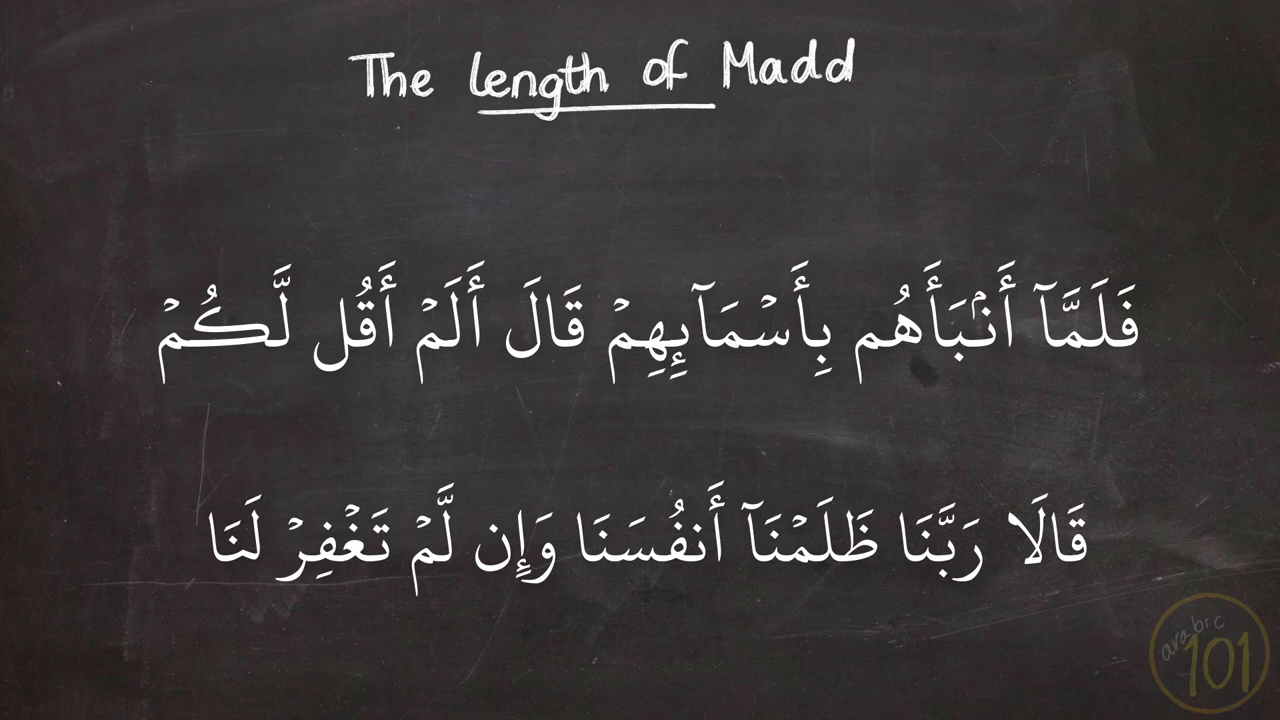 The length of Madd
فَلَمَّآ أَنۢبَأَهُم بِأَسْمَآئِهِمْ قَالَ أَلَمْ أَقُل لَّكُمْ
قَالَا رَبَّنَا ظَلَمْنَآ أَنفُسَنَا وَإِن لَّمْ تَغْفِرْ لَنَا
arabic
101